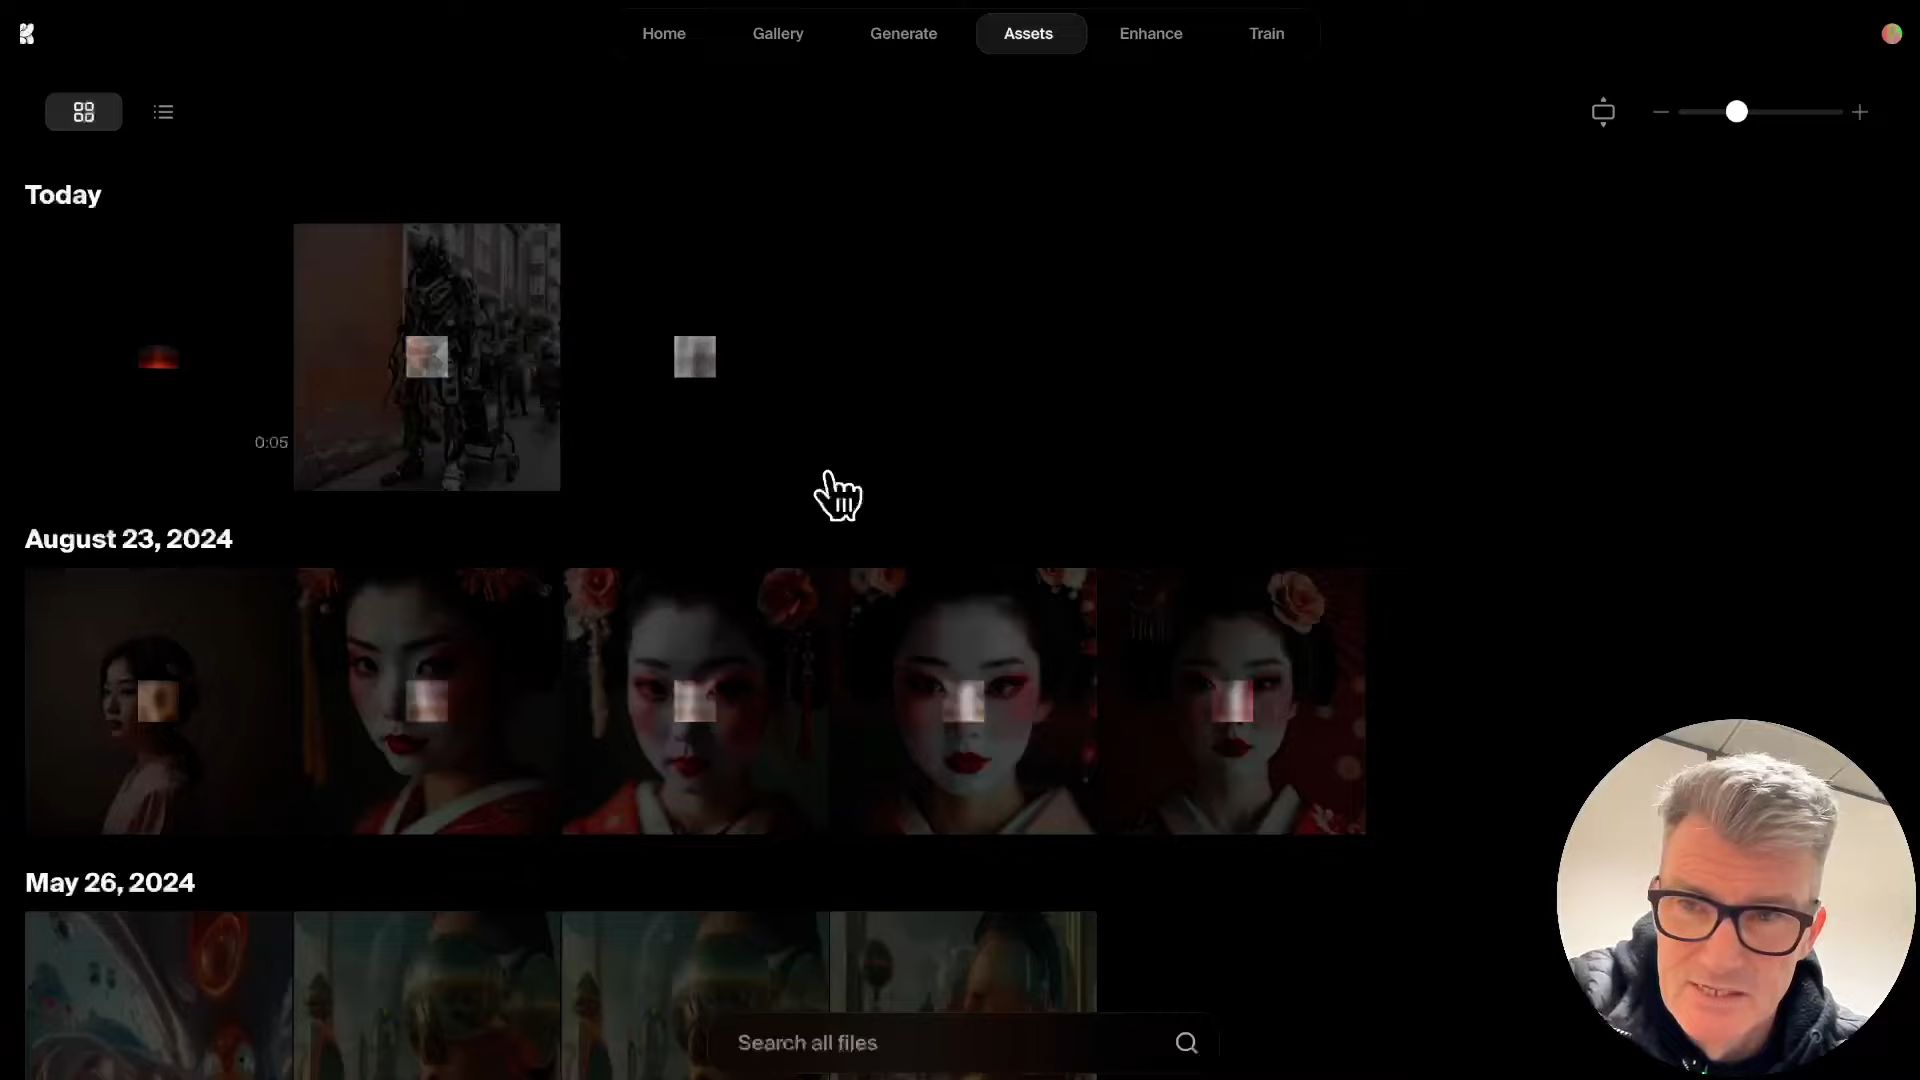 Home
Gallery
Generate
Assets
Enhance
Train
Today
0:05
August 23, 2024
May 26, 2024
Search all files